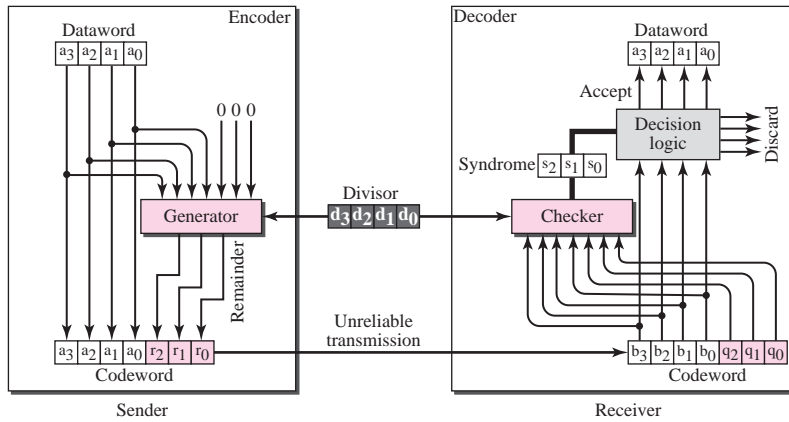 Encoder
Dataword
a3 a2 a1 a0
0 0 0
Generator
Remainder
a3 a2 a1 a0 r2 r1 r0
Codeword
Sender
Divisor
d3 d2 d1 d0
Unreliable
transmission
Decoder
Dataword
a3 a2 a1 a0
Accept
Decision
logic
Discard
Syndrome
s2 s1 s0
Checker
b3 b2 b1 b0 q2 q1 q0
Codeword
Receiver